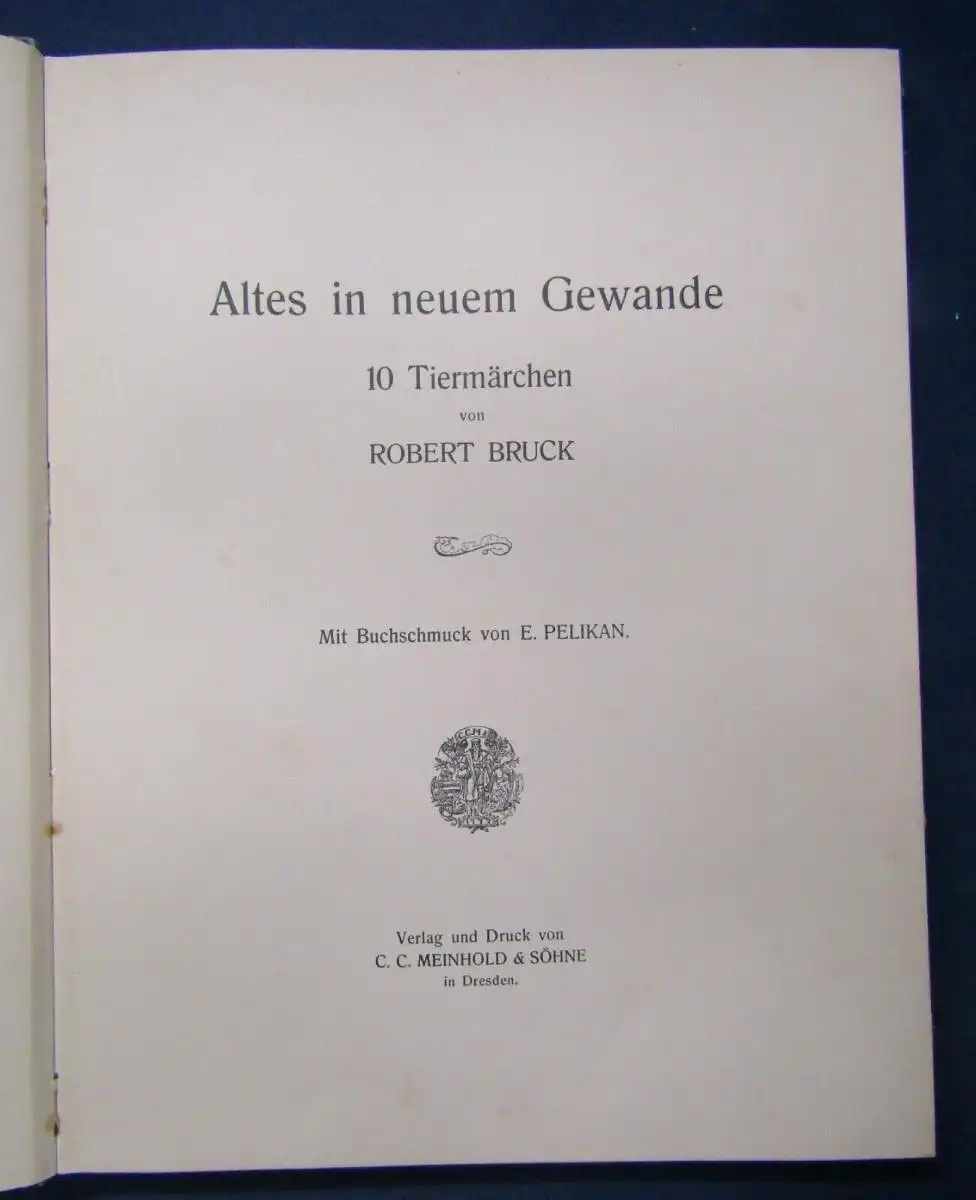 Altes in neuem Gewande
10 Tiermärchen
von
ROBERT BRUCK
Mit Buchschmuck von E. PELIKAN.
Verlag und Druck von
C. C. MEINHOLD & SÖHNE
in Dresden.